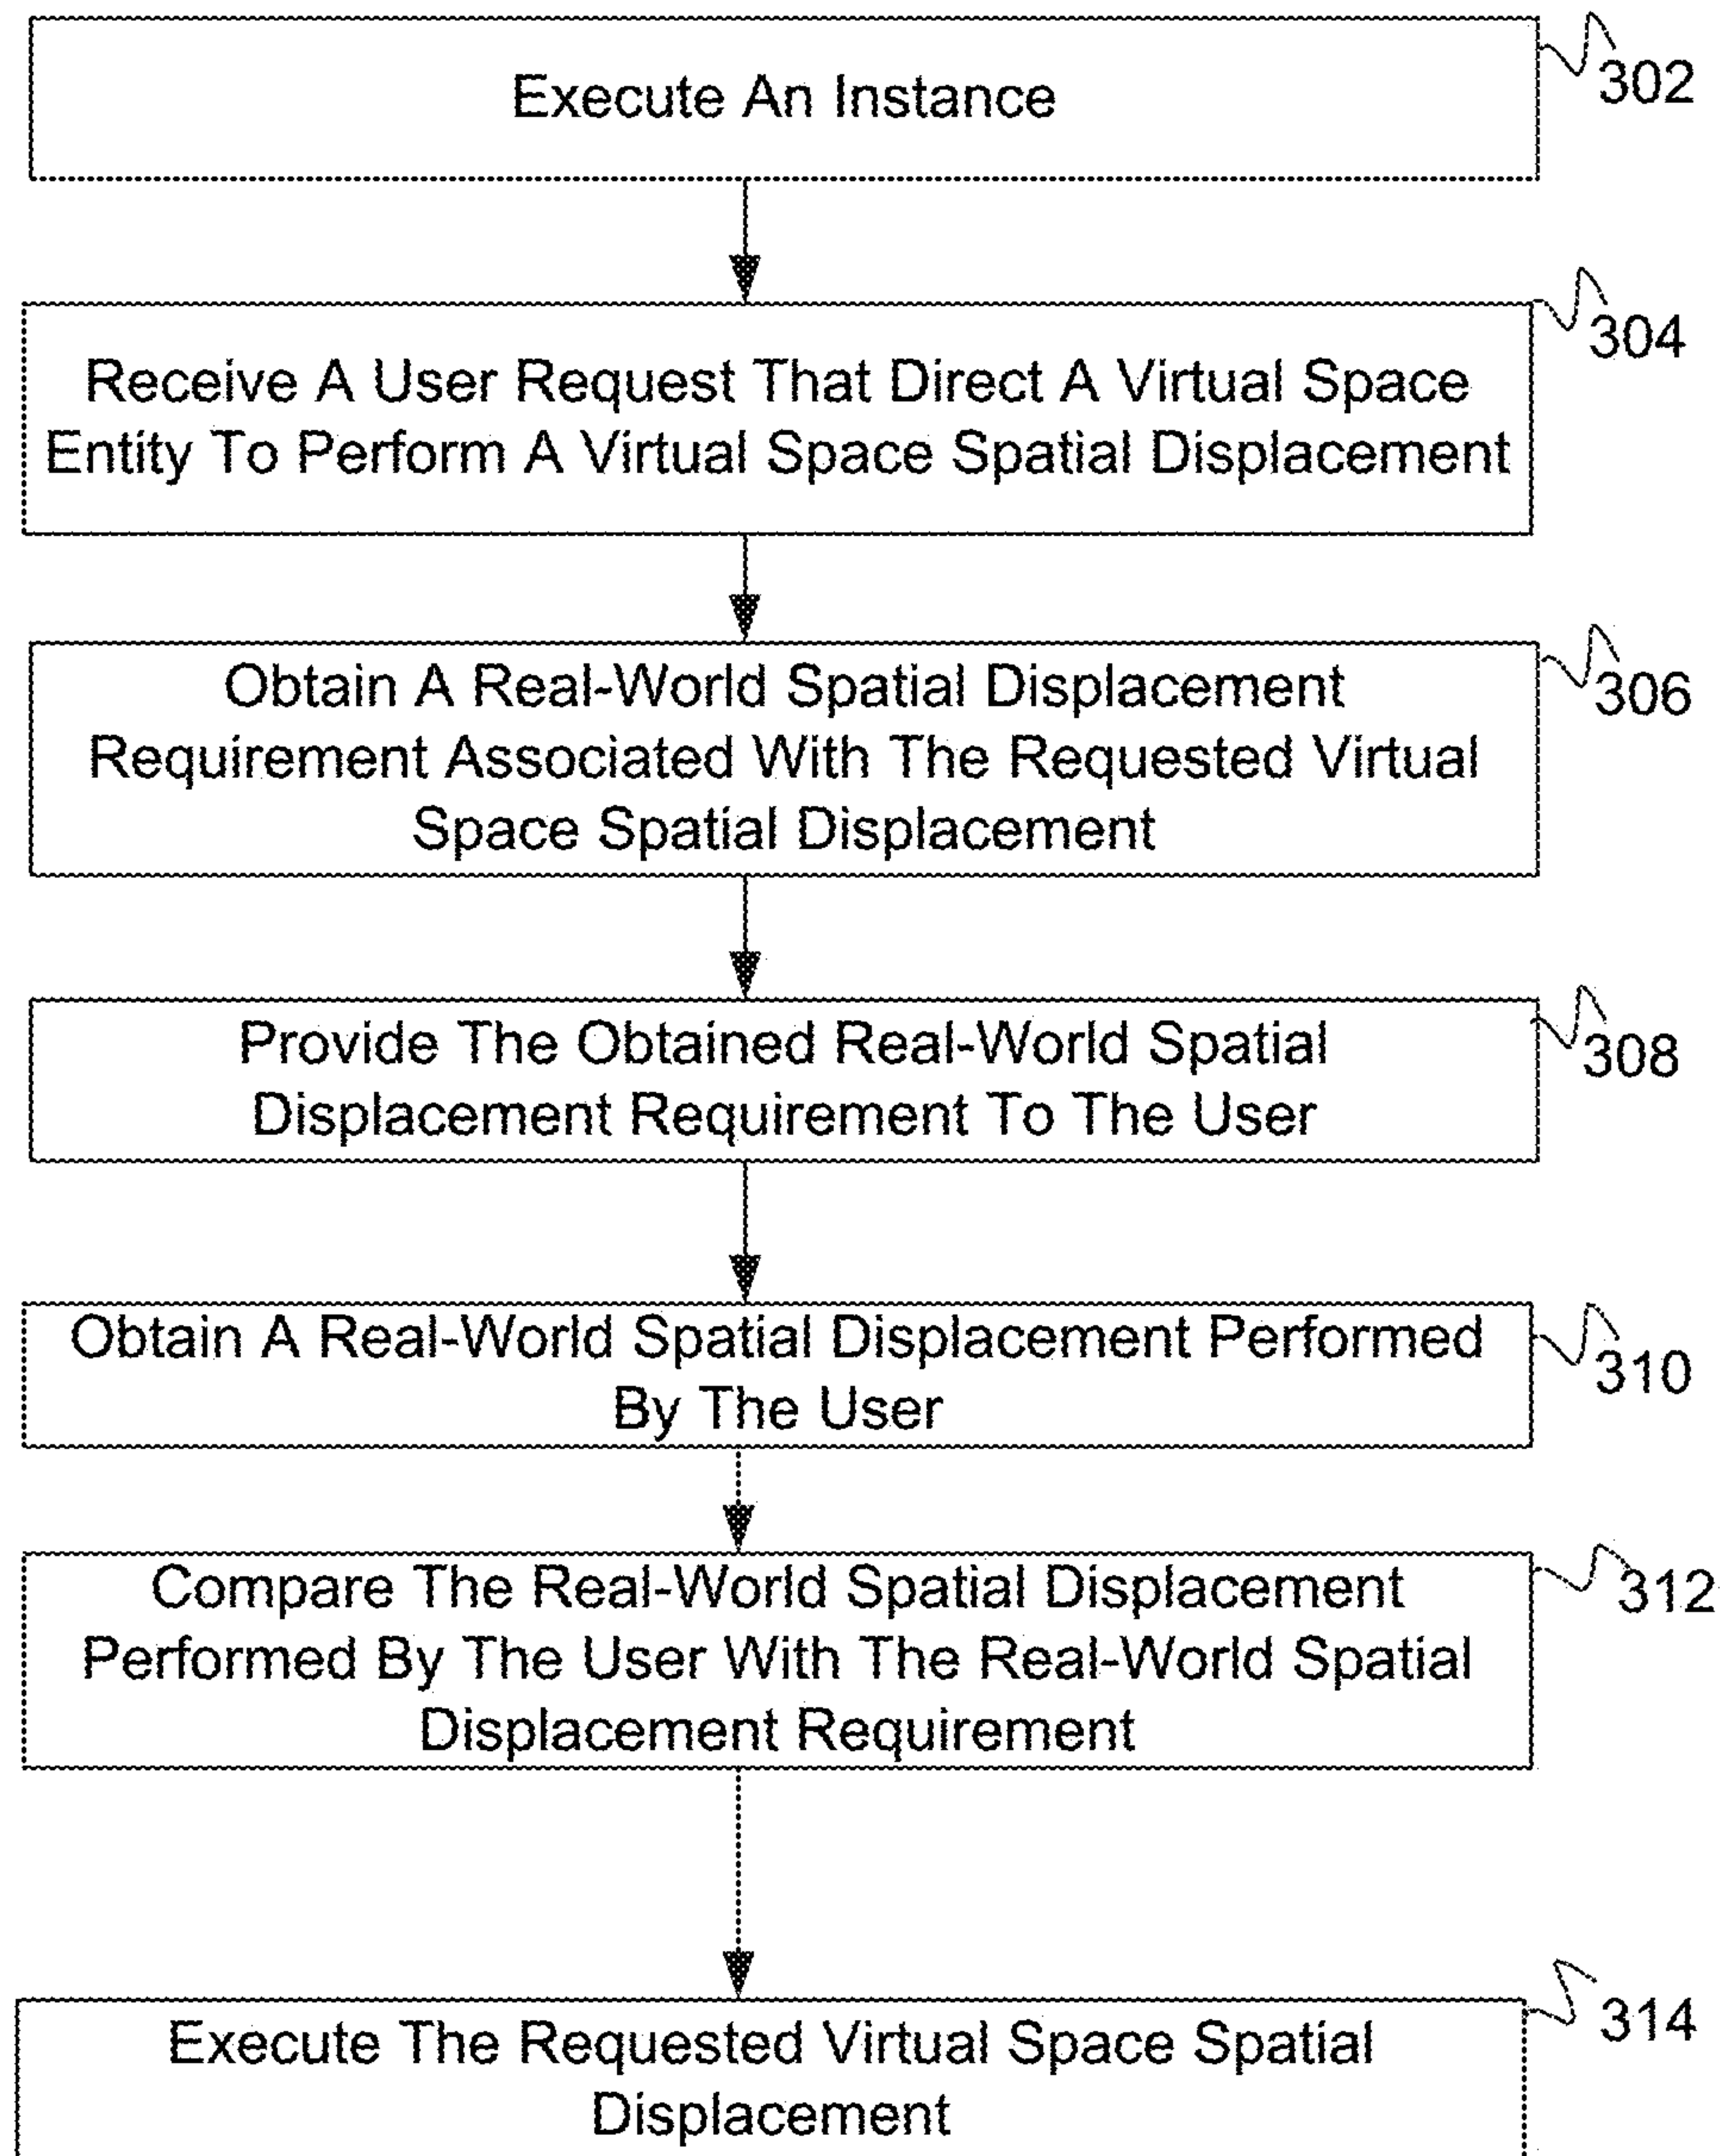 Execute An Instance
302
304
Receive A User Request That Direct A Virtual Space
Entity To Perform A Virtual Space Spatial Displacement
306
Obtain A Real-World Spatial Displacement
Requirement Associated With The Requested Virtual
Space Spatial Displacement
308
Provide The Obtained Real-World Spatial
Displacement Requirement To The User
310
Obtain A Real-World Spatial Displacement Performed
By The User
312
Compare The Real-World Spatial Displacement
Performed By The User With The Real-World Spatial
Displacement Requirement
314
Execute The Requested Virtual Space Spatial
Displacement